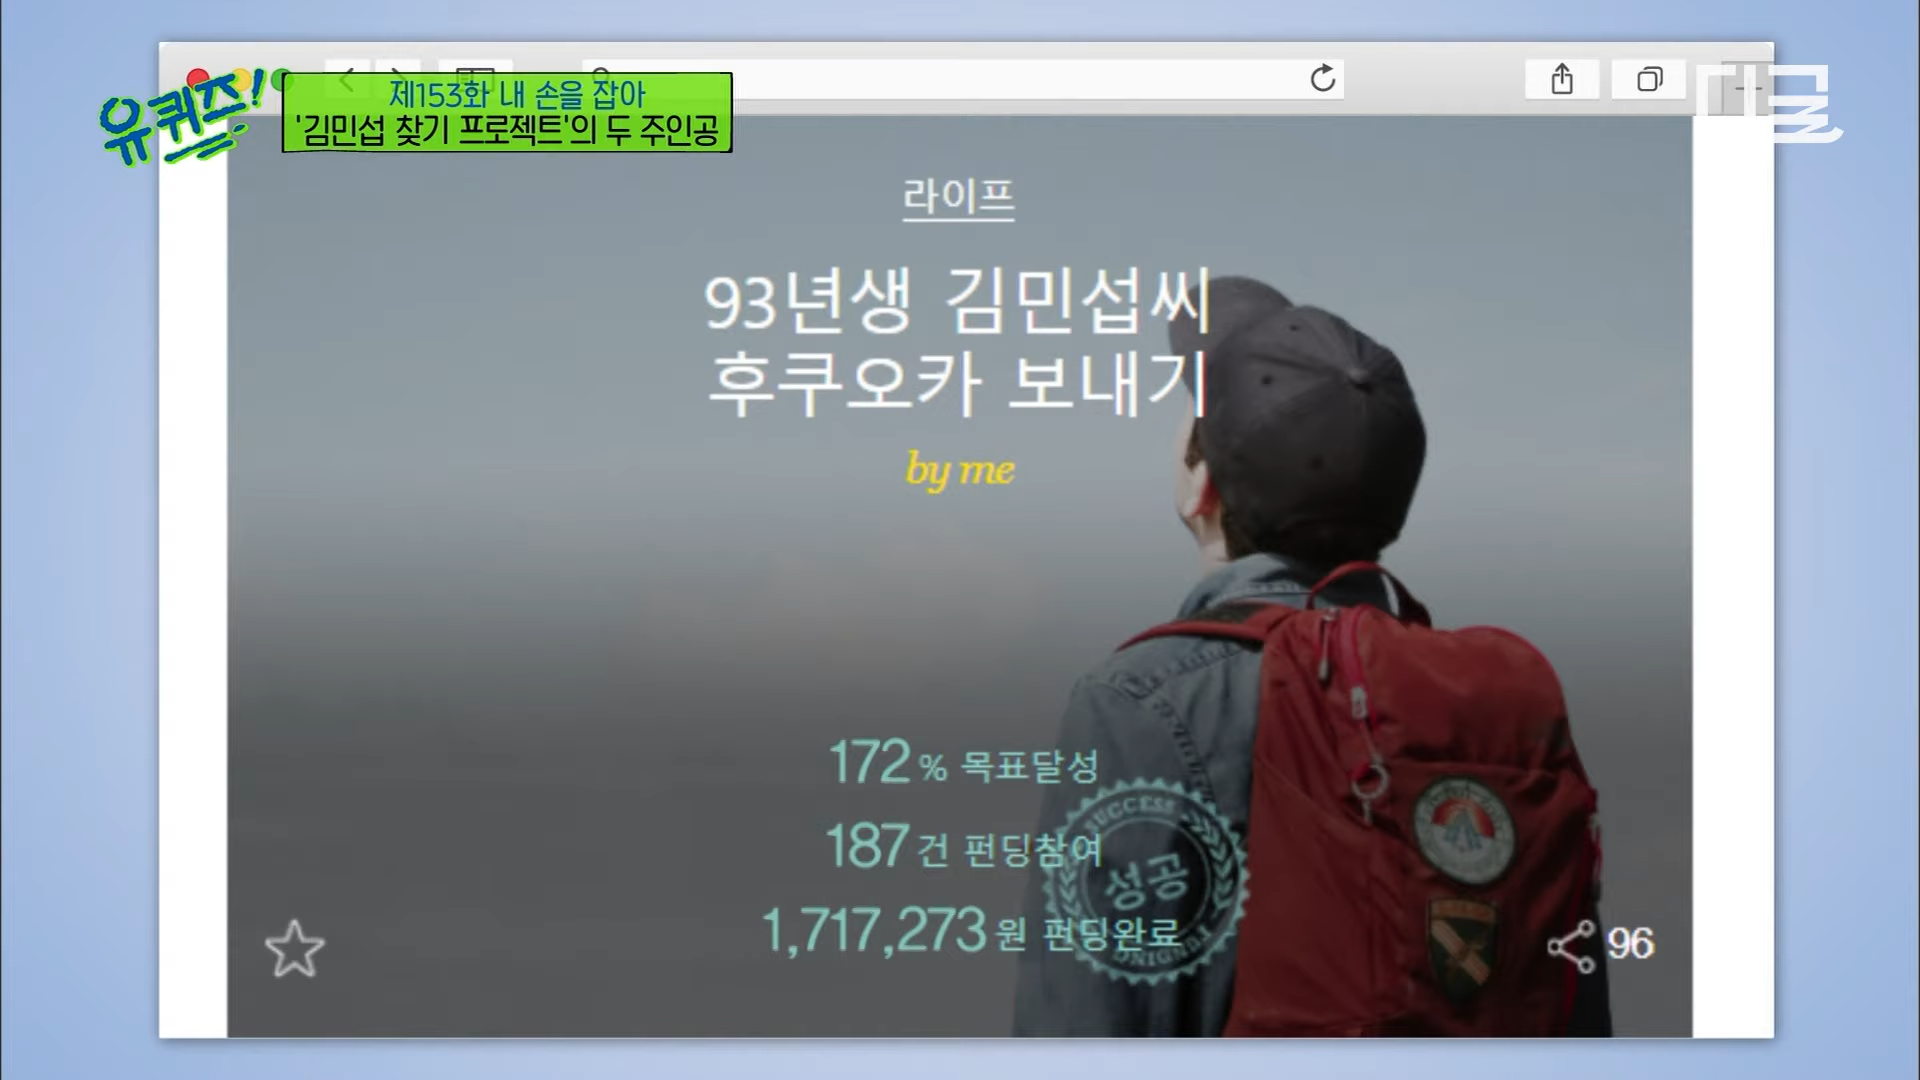 유퀴즈!
제153화 내 손을 잡아
'김민섭 찾기 프로젝트'의 두 주인공
라이프
93년생 김민섭씨
후쿠오카 보내기
by me
172% 목표달성
187건 펀딩참여
1,717,273원 펀딩완료
SUCCESS
성공
FUNDING
96